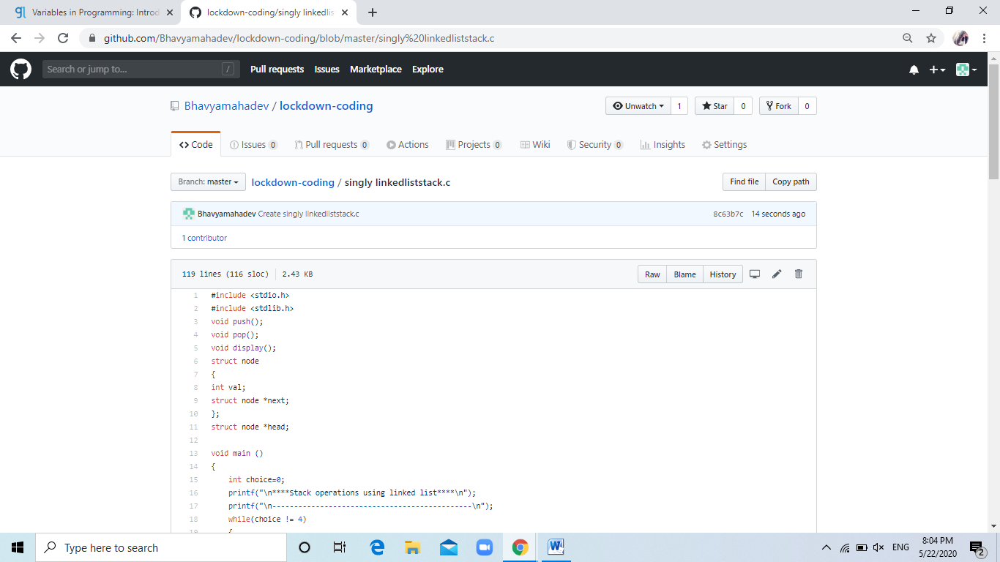 Variables in Programming: Introd
lockdown-coding/singly linkedlis
github.com/Bhavyamahadev/lockdown-coding/blob/master/singly%20linkedliststack.c
Search or jump to... / Pull requests Issues Marketplace Explore
Bhavyamahadev / lockdown-coding Unwatch 1 Star 0 Fork 0
Code Issues 0 Pull requests 0 Actions Projects 0 Wiki Security 0 Insights Settings
Branch: master lockdown-coding / singly linkedliststack.c Find file Copy path
Bhavyamahadev Create singly linkedliststack.c 8c63b7c 14 seconds ago
1 contributor
119 lines (116 sloc) 2.43 KB Raw Blame History
1 #include <stdio.h>
2 #include <stdlib.h>
3 void push();
4 void pop();
5 void display();
6 struct node
7 {
8 int val;
9 struct node *next;
10 };
11 struct node *head;
12
13 void main ()
14 {
15 int choice=0;
16 printf("\n****Stack operations using linked list****\n");
17 printf("\n----------------------------------------------\n");
18 while(choice != 4)
19 {
Type here to search ENG 8:04 PM
5/22/2020 2